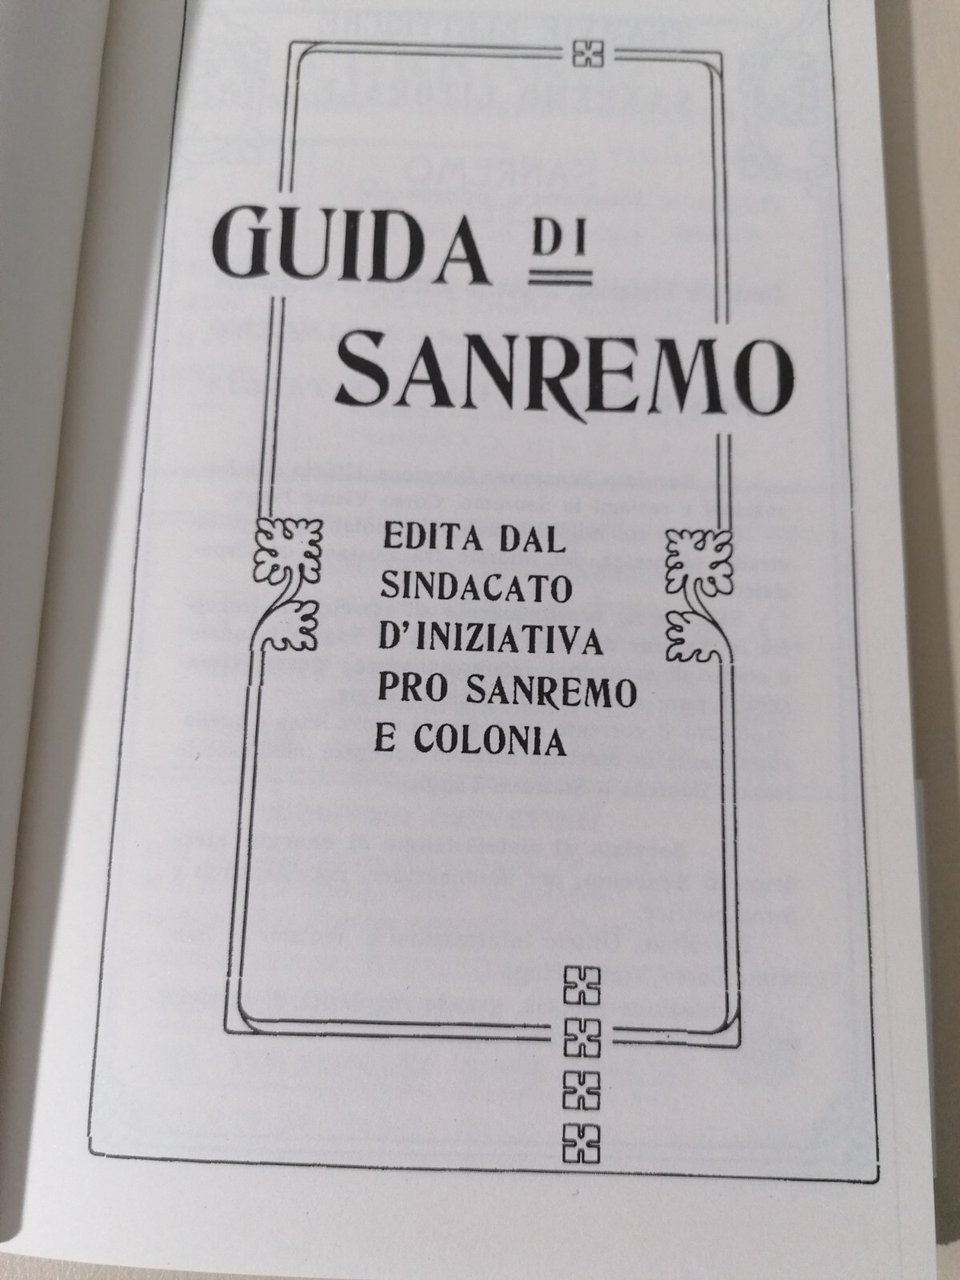 GUIDA DI
SANREMO
EDITA DAL
SINDACATO
D'INIZIATIVA
PRO SANREMO
E COLONIA